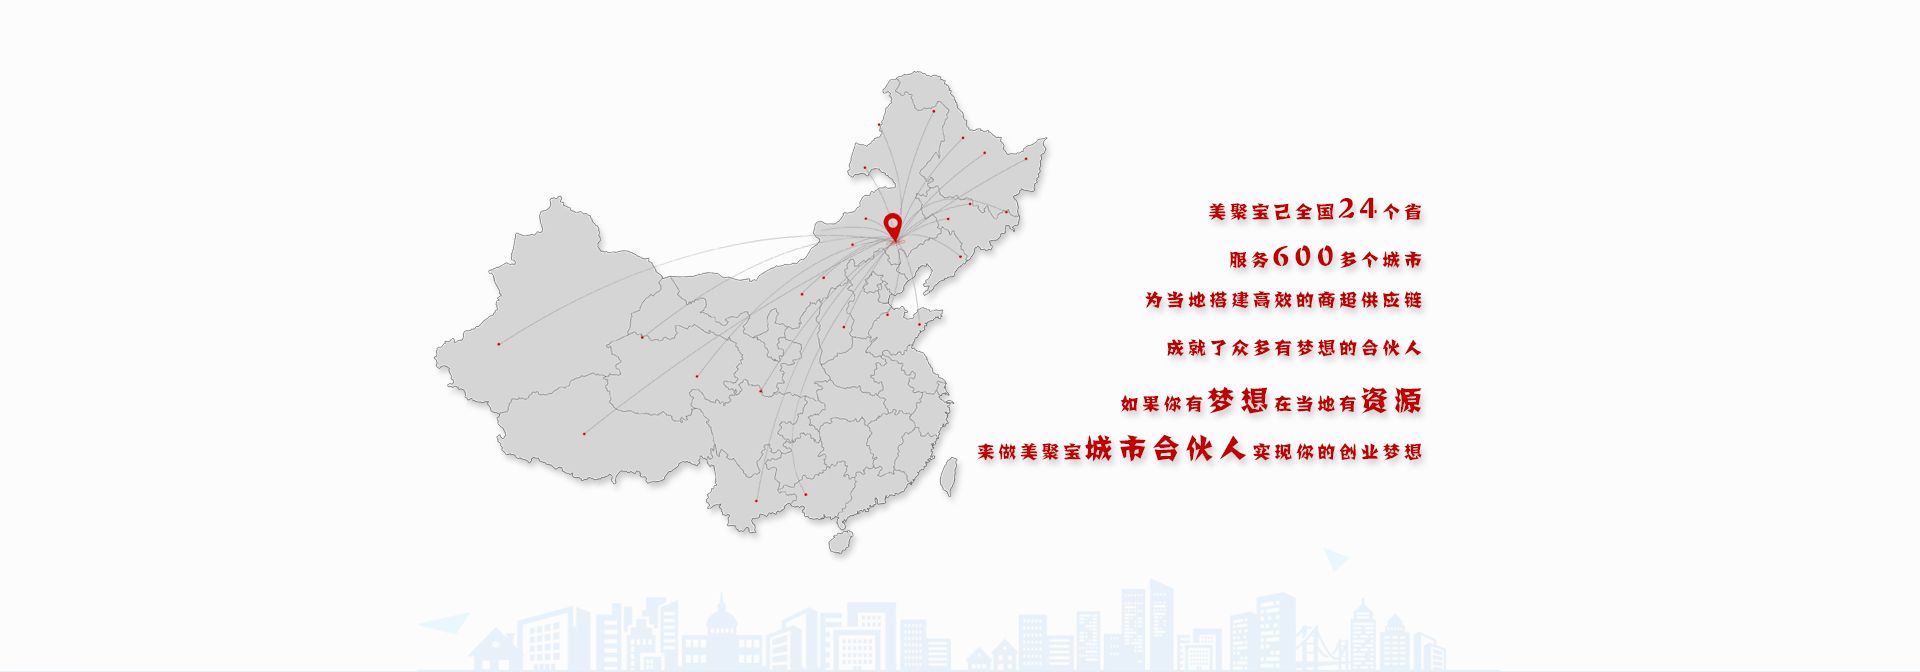 美聚宝已全国24个省
服务600多个城市
为当地搭建高效的商超供应链
成就了众多有梦想的合伙人
如果你有梦想在当地有资源
来做美聚宝城市合伙人实现你的创业梦想